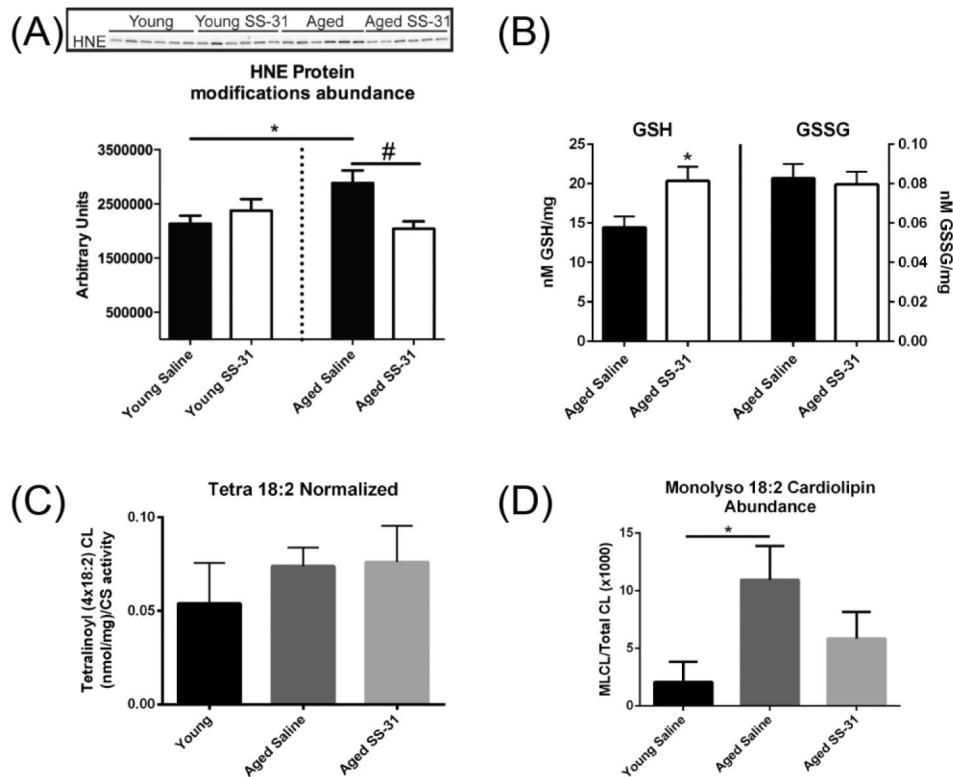 (A)
Young Young SS-31 Aged Aged SS-31
HNE
HNE Protein
modifications abundance
*
#
3500000
2500000
1500000
500000
Arbitrary Units
Young Saline
Young SS-31
Aged Saline
Aged SS-31
(B)
GSH GSSG
*
25
20
15
10
5
0
nM GSH/mg
0.10
0.08
0.06
0.04
0.02
0.00
nM GSSG/mg
Aged Saline
Aged SS-31
Aged Saline
Aged SS-31
(C)
Tetra 18:2 Normalized
0.10
0.05
0.00
Tetralinoyl (4x18:2) CL
(nmol/mg)/CS activity
Young
Aged Saline
Aged SS-31
(D)
Monolyso 18:2 Cardiolipin
Abundance
*
15
10
5
0
MLCL/Total CL (x1000)
Young Saline
Aged Saline
Aged SS-31